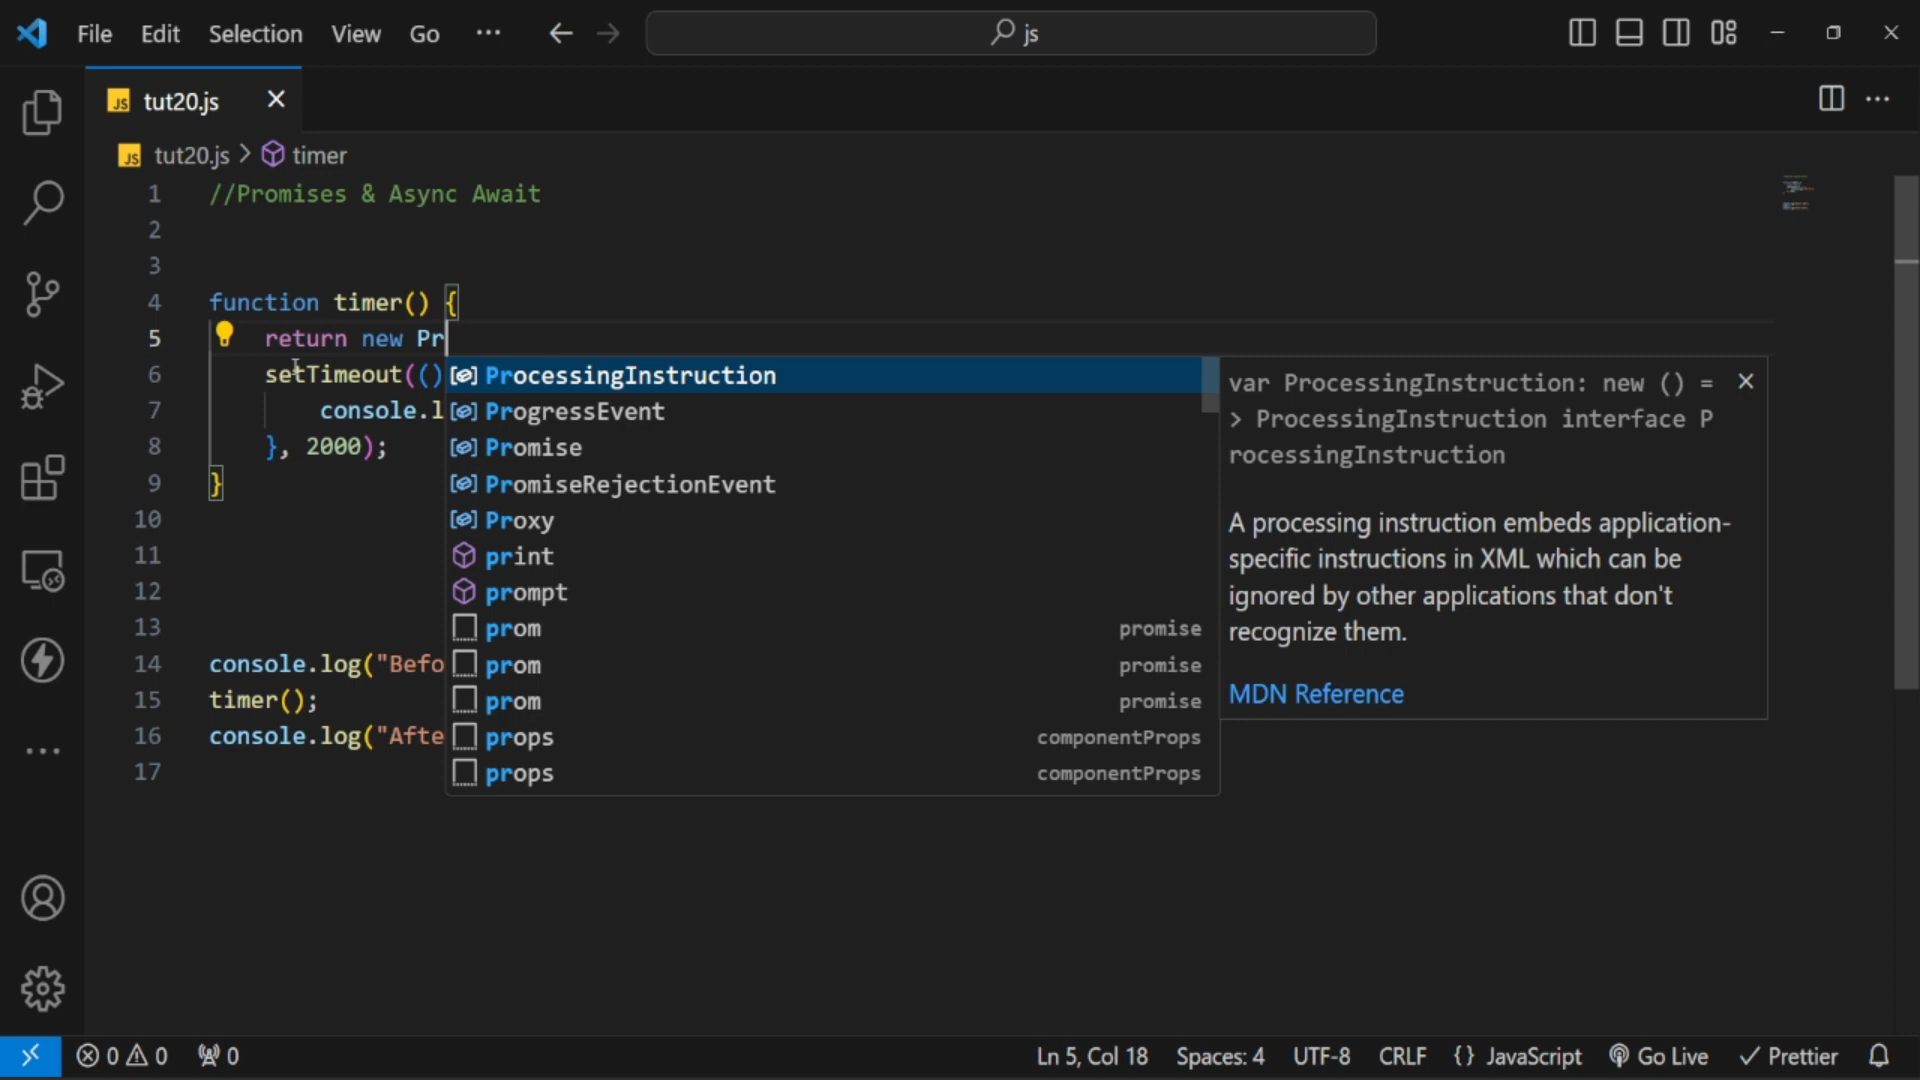 File Edit Selection View Go ··· js
JS tut20.js
JS tut20.js > timer
1 //Promises & Async Await
2
3
4 function timer() {
5 return new Pr
6 setTimeout(()
7 console.l
8 }, 2000);
9 }
10
11
12
13
14 console.log("Befo
15 timer();
16 console.log("Afte
17
ProcessingInstruction
ProgressEvent
Promise
PromiseRejectionEvent
Proxy
print
prompt
prom promise
prom promise
prom promise
props componentProps
props componentProps
var ProcessingInstruction: new () =
> ProcessingInstruction interface P
rocessingInstruction
A processing instruction embeds application-
specific instructions in XML which can be
ignored by other applications that don't
recognize them.
MDN Reference
0 0 0 Ln 5, Col 18 Spaces: 4 UTF-8 CRLF {} JavaScript Go Live Prettier